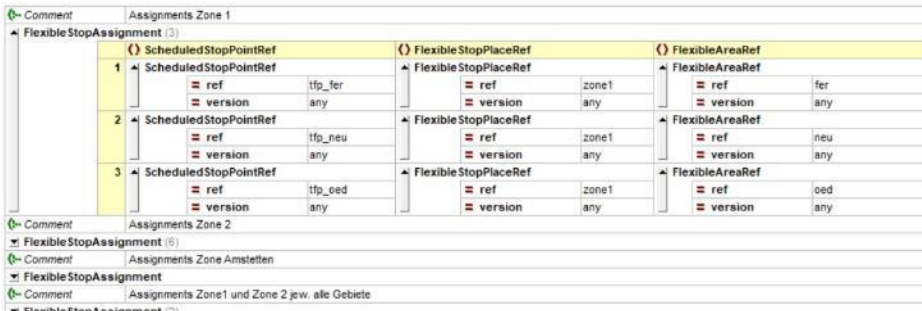 Comment Assignments Zone 1
FlexibleStopAssignment (3)
ScheduledStopPointRef FlexibleStopPlaceRef FlexibleAreaRef
1 ScheduledStopPointRef FlexibleStopPlaceRef FlexibleAreaRef
= ref tfp_fer = ref zone1 = ref fer
= version any = version any = version any
2 ScheduledStopPointRef FlexibleStopPlaceRef FlexibleAreaRef
= ref tfp_neu = ref zone1 = ref neu
= version any = version any = version any
3 ScheduledStopPointRef FlexibleStopPlaceRef FlexibleAreaRef
= ref tfp_oed = ref zone1 = ref oed
= version any = version any = version any
Comment Assignments Zone 2
FlexibleStopAssignment (6)
Comment Assignments Zone Amstetten
FlexibleStopAssignment
Comment Assignments Zone1 und Zone 2 jew. alle Gebiete
FlexibleStopAssignment